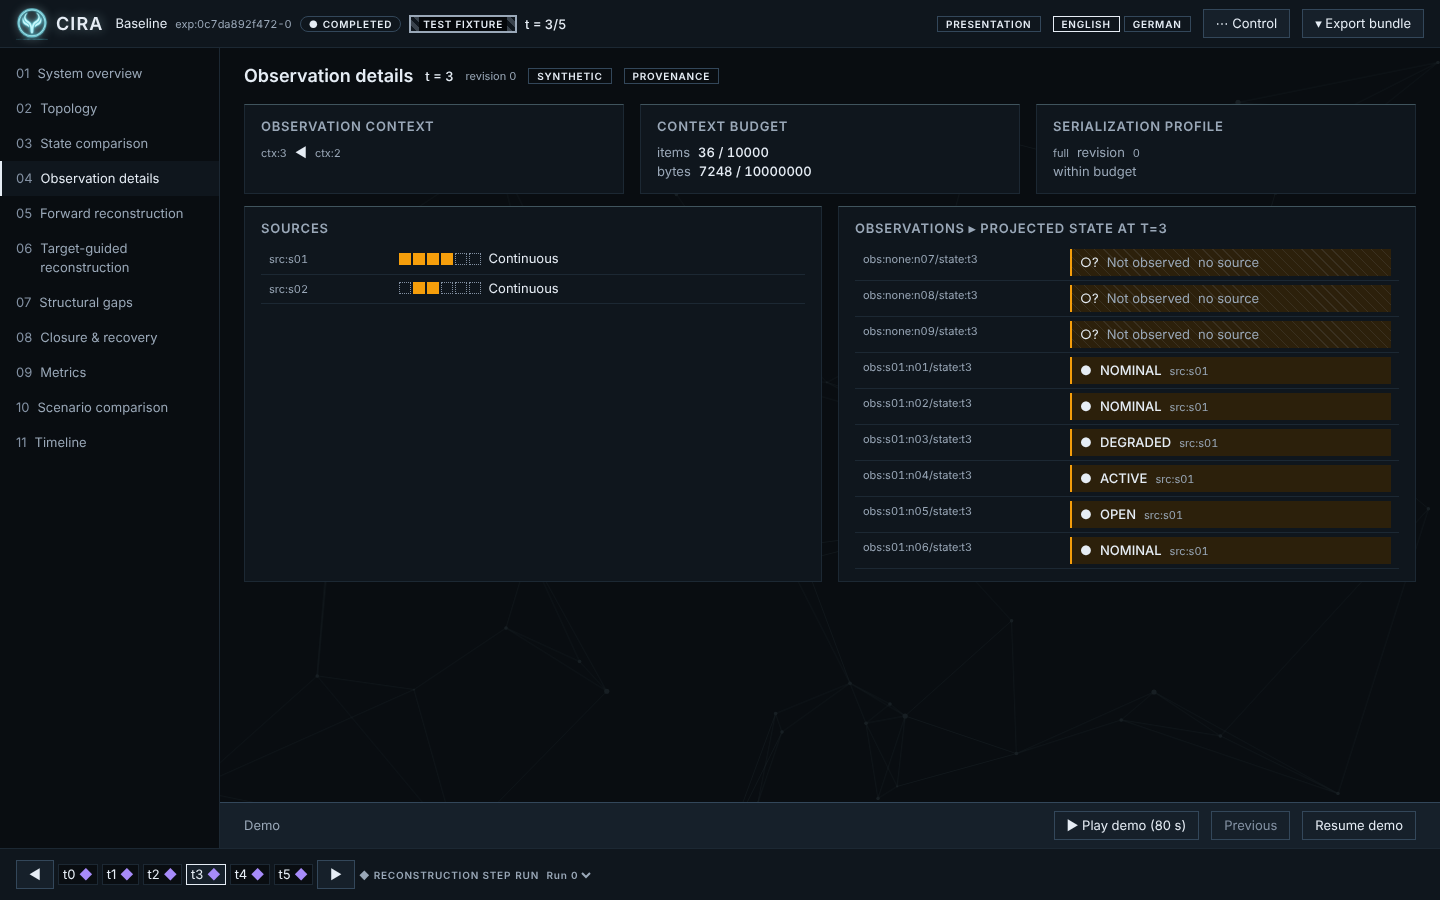 CIRA Baseline exp:0c7da892f472-0 COMPLETED TEST FIXTURE t = 3/5 PRESENTATION ENGLISH GERMAN ··· Control ▾ Export bundle
01 System overview
02 Topology
03 State comparison
04 Observation details
05 Forward reconstruction
06 Target-guided
reconstruction
07 Structural gaps
08 Closure & recovery
09 Metrics
10 Scenario comparison
11 Timeline
Observation details t = 3 revision 0 SYNTHETIC PROVENANCE
OBSERVATION CONTEXT
ctx:3 ◀ ctx:2
CONTEXT BUDGET
items 36 / 10000
bytes 7248 / 10000000
SERIALIZATION PROFILE
full revision 0
within budget
SOURCES
src:s01 Continuous
src:s02 Continuous
OBSERVATIONS ▸ PROJECTED STATE AT T=3
obs:none:n07/state:t3 ○? Not observed no source
obs:none:n08/state:t3 ○? Not observed no source
obs:none:n09/state:t3 ○? Not observed no source
obs:s01:n01/state:t3 ● NOMINAL src:s01
obs:s01:n02/state:t3 ● NOMINAL src:s01
obs:s01:n03/state:t3 ● DEGRADED src:s01
obs:s01:n04/state:t3 ● ACTIVE src:s01
obs:s01:n05/state:t3 ● OPEN src:s01
obs:s01:n06/state:t3 ● NOMINAL src:s01
Demo ▶ Play demo (80 s) Previous Resume demo
◀ t0 ◆ t1 ◆ t2 ◆ t3 ◆ t4 ◆ t5 ◆ ▶ ◆ RECONSTRUCTION STEP RUN Run 0